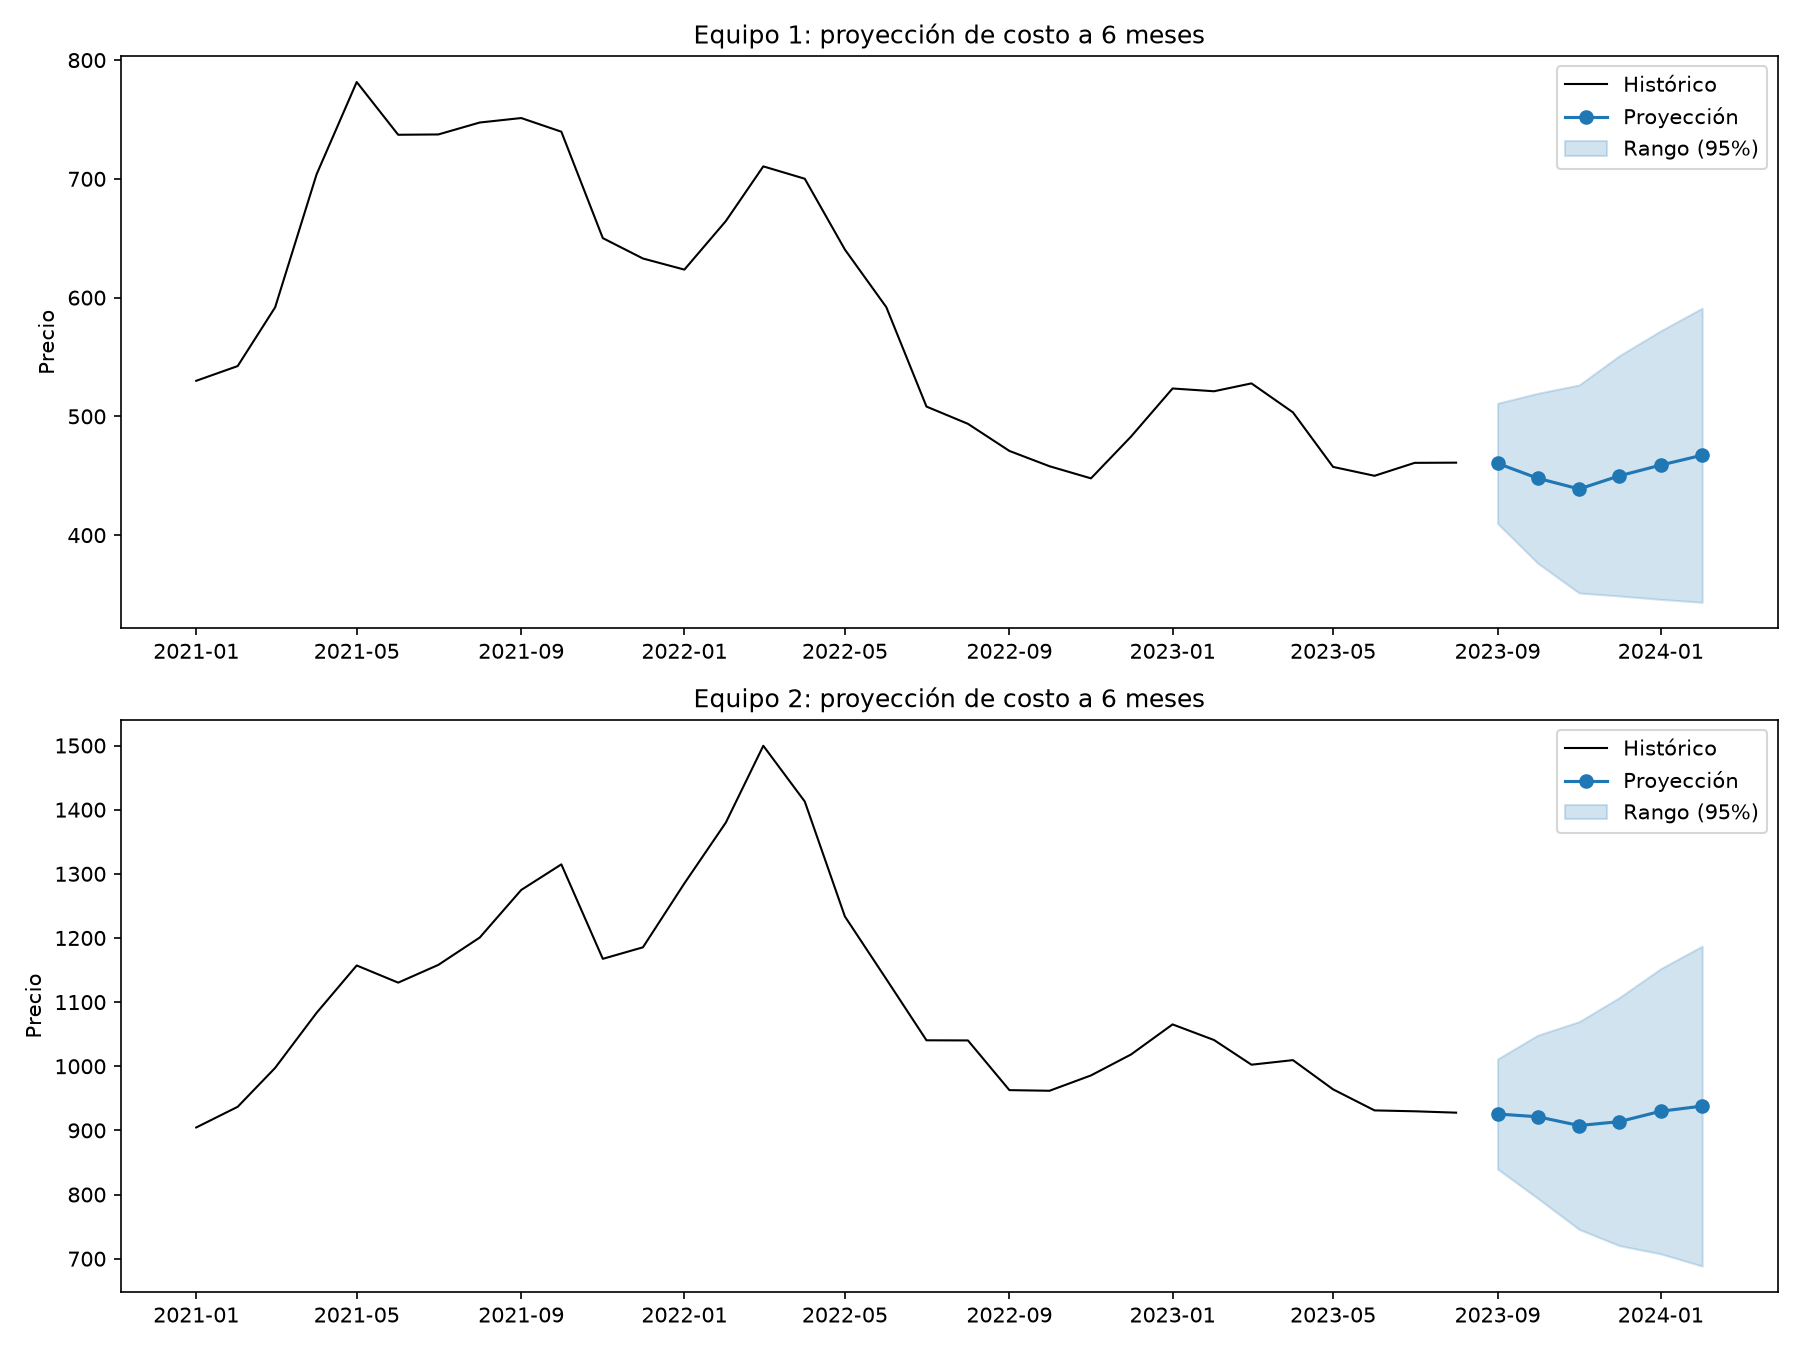 Equipo 1: proyección de costo a 6 meses
800
700
600
500
400
Precio
Histórico
Proyección
Rango (95%)
2021-01 2021-05 2021-09 2022-01 2022-05 2022-09 2023-01 2023-05 2023-09 2024-01
Equipo 2: proyección de costo a 6 meses
1500
1400
1300
1200
1100
1000
900
800
700
Precio
Histórico
Proyección
Rango (95%)
2021-01 2021-05 2021-09 2022-01 2022-05 2022-09 2023-01 2023-05 2023-09 2024-01